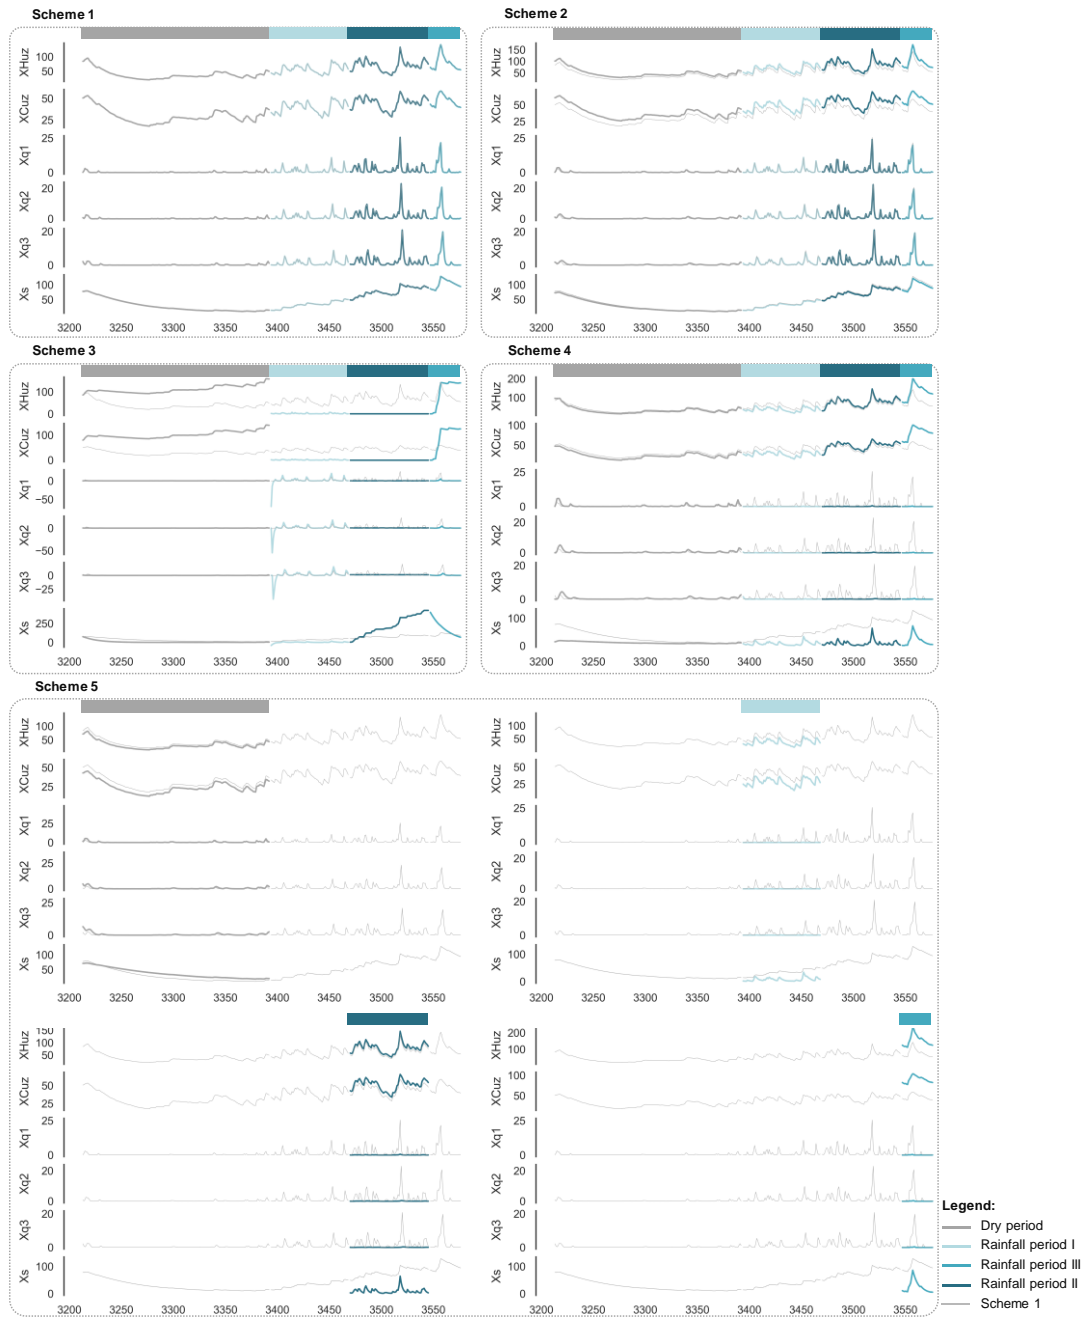 Scheme 1
XHuz
100
50
XCuz
50
25
Xq1
25
0
Xq2
20
0
Xq3
20
0
Xs
100
50
3200 3250 3300 3350 3400 3450 3500 3550
Scheme 2
XHuz
150
100
50
XCuz
50
25
Xq1
25
0
Xq2
20
0
Xq3
20
0
Xs
100
50
3200 3250 3300 3350 3400 3450 3500 3550
Scheme 3
XHuz
100
0
XCuz
100
0
Xq1
0
−50
Xq2
0
−50
Xq3
0
−25
Xs
250
0
3200 3250 3300 3350 3400 3450 3500 3550
Scheme 4
XHuz
200
100
0
XCuz
100
50
0
Xq1
25
0
Xq2
20
0
Xq3
20
0
Xs
100
0
3200 3250 3300 3350 3400 3450 3500 3550
Scheme 5
XHuz
100
50
XCuz
50
25
Xq1
25
0
Xq2
25
0
Xq3
25
0
Xs
100
50
3200 3250 3300 3350 3400 3450 3500 3550
XHuz
100
50
XCuz
50
25
Xq1
25
0
Xq2
20
0
Xq3
20
0
Xs
100
0
3200 3250 3300 3350 3400 3450 3500 3550
XHuz
150
100
50
XCuz
50
25
Xq1
25
0
Xq2
20
0
Xq3
20
0
Xs
100
0
3200 3250 3300 3350 3400 3450 3500 3550
XHuz
200
100
XCuz
100
50
Xq1
25
0
Xq2
20
0
Xq3
20
0
Xs
100
0
3200 3250 3300 3350 3400 3450 3500 3550
Legend:
Dry period
Rainfall period I
Rainfall period III
Rainfall period II
Scheme 1